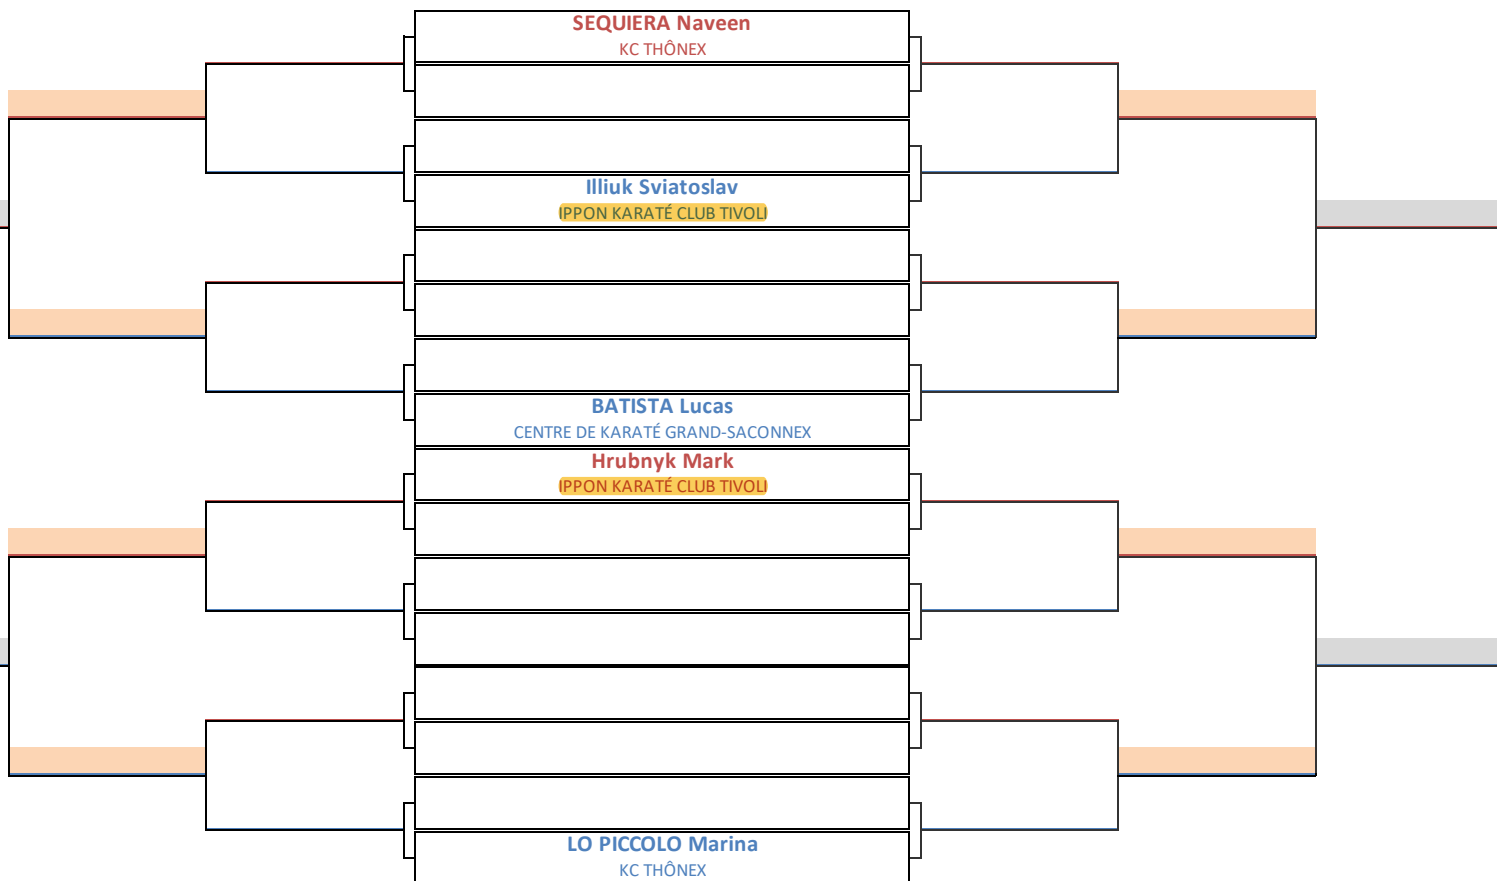 SEQUIERA Naveen
KC THÔNEX
Illiuk Sviatoslav
IPPON KARATÉ CLUB TIVOLI
BATISTA Lucas
CENTRE DE KARATÉ GRAND-SACONNEX
Hrubnyk Mark
IPPON KARATÉ CLUB TIVOLI
LO PICCOLO Marina
KC THÔNEX